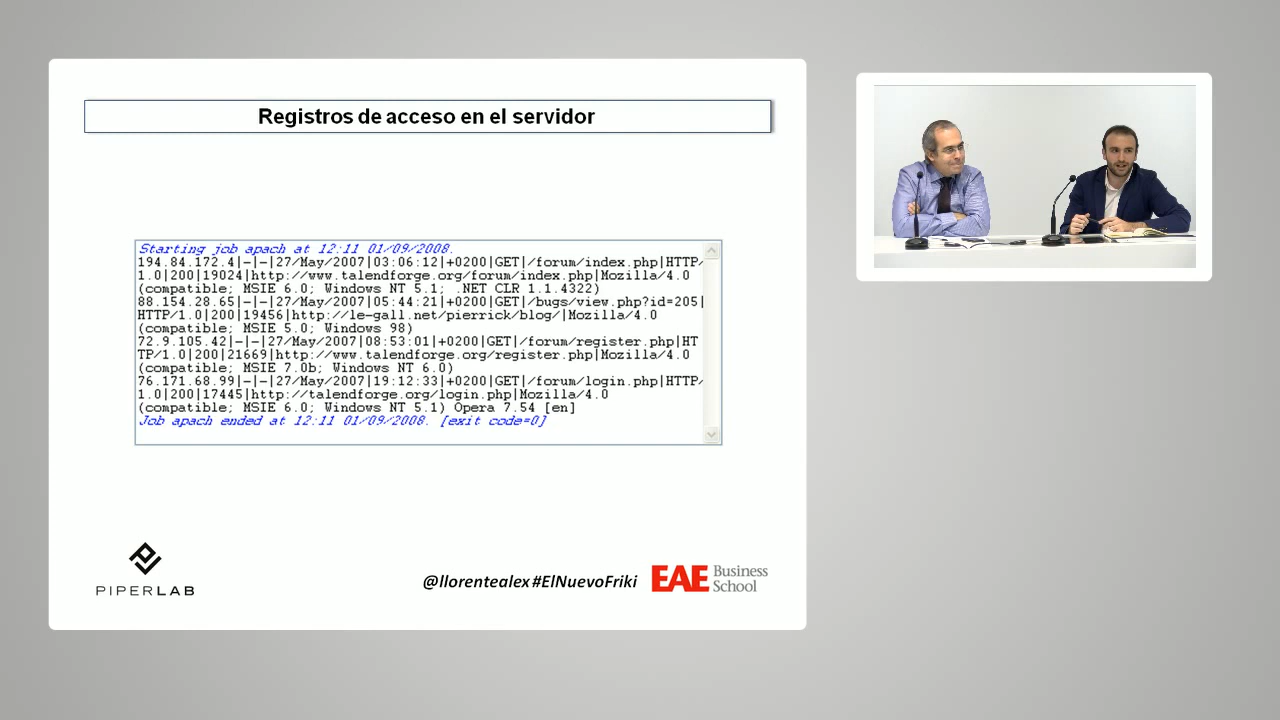 Registros de acceso en el servidor
Starting job apach at 12:11 01/09/2008.
194.84.172.4|-|-|27/May/2007|03:06:12|+0200|GET|/forum/index.php|HTTP/
1.0|200|19024|http://www.talendforge.org/forum/index.php|Mozilla/4.0
(compatible; MSIE 6.0; Windows NT 5.1; .NET CLR 1.1.4322)
88.154.28.65|-|-|27/May/2007|05:44:21|+0200|GET|/bugs/view.php?id=205|
HTTP/1.0|200|19456|http://le-gall.net/pierrick/blog/|Mozilla/4.0
(compatible; MSIE 5.0; Windows 98)
72.9.105.42|-|-|27/May/2007|08:53:01|+0200|GET|/forum/register.php|HT
TP/1.0|200|21669|http://www.talendforge.org/register.php|Mozilla/4.0
(compatible; MSIE 7.0b; Windows NT 6.0)
76.171.68.99|-|-|27/May/2007|19:12:33|+0200|GET|/forum/login.php|HTTP/
1.0|200|17445|http://talendforge.org/login.php|Mozilla/4.0
(compatible; MSIE 6.0; Windows NT 5.1) Opera 7.54 [en]
Job apach ended at 12:11 01/09/2008. [exit code=0]
PIPERLAB
@llorentealex #ElNuevoFriki
EAE Business
School